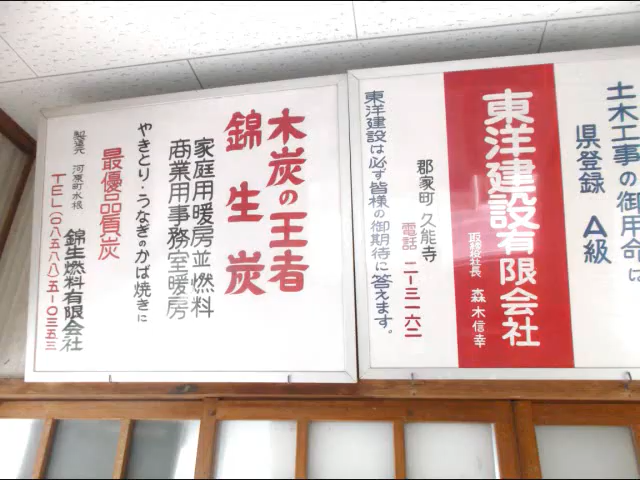 土木工事の御用命は
県登録 A級
東洋建設有限会社
取締役社長 森木信幸
郡家町 久能寺
電話 二―三一六二
東洋建設は必ず皆様の御期待に答えます。
木炭の王者
錦生炭
家庭用暖房並燃料
商業用事務室暖房
やきとり・うなぎのかば焼きに
最優品質炭
製造元 河原町水根 錦生燃料有限会社
TEL(〇八五八)五―〇三五三